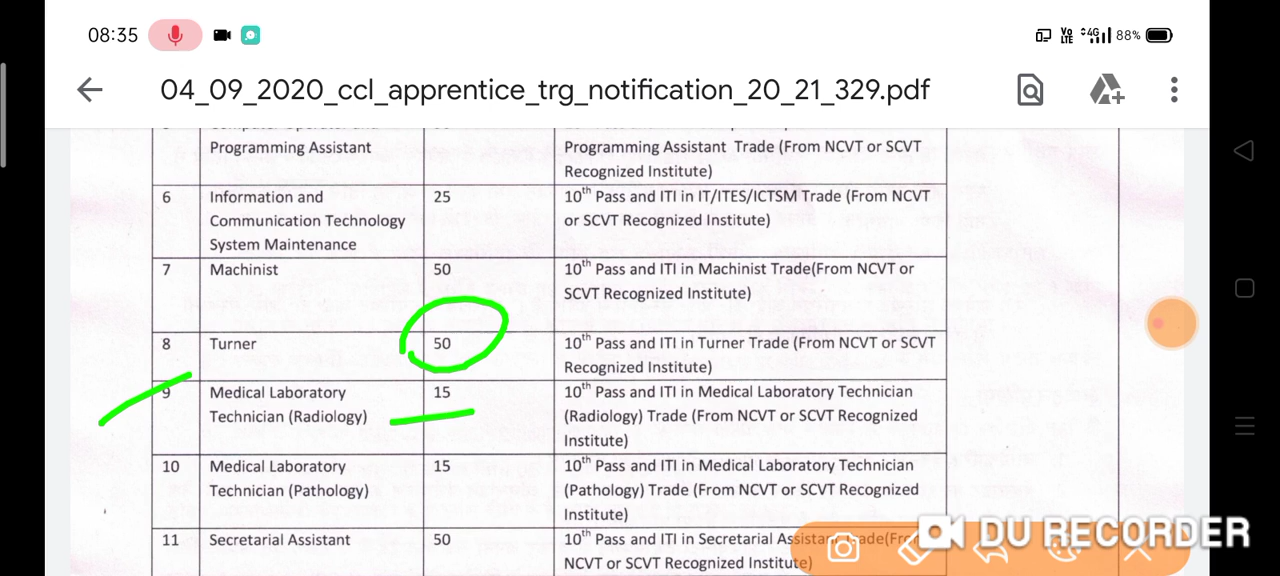 08:35
Vo LTE 4G 88%
04_09_2020_ccl_apprentice_trg_notification_20_21_329.pdf
Programming Assistant
Programming Assistant Trade (From NCVT or SCVT
Recognized Institute)
6 Information and 25 10th Pass and ITI in IT/ITES/ICTSM Trade (From NCVT
Communication Technology or SCVT Recognized Institute)
System Maintenance
7 Machinist 50 10th Pass and ITI in Machinist Trade(From NCVT or
SCVT Recognized Institute)
8 Turner 50 10th Pass and ITI in Turner Trade (From NCVT or SCVT
Recognized Institute)
9 Medical Laboratory 15 10th Pass and ITI in Medical Laboratory Technician
Technician (Radiology) (Radiology) Trade (From NCVT or SCVT Recognized
Institute)
10 Medical Laboratory 15 10th Pass and ITI in Medical Laboratory Technician
Technician (Pathology) (Pathology) Trade (From NCVT or SCVT Recognized
Institute)
11 Secretarial Assistant 50 10th Pass and ITI in Secretarial Assistant
NCVT or SCVT Recognized Institute)
DU RECORDER